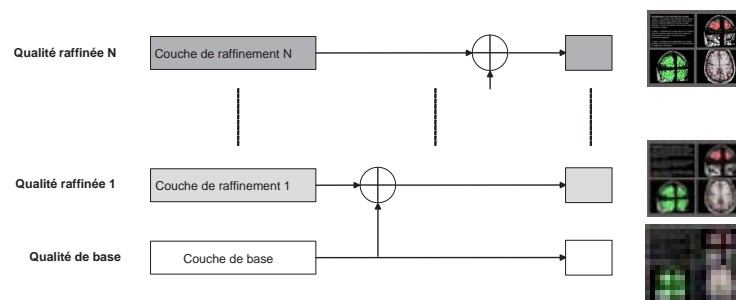 Qualité raffinée N
Couche de raffinement N
Qualité raffinée 1
Couche de raffinement 1
Qualité de base
Couche de base